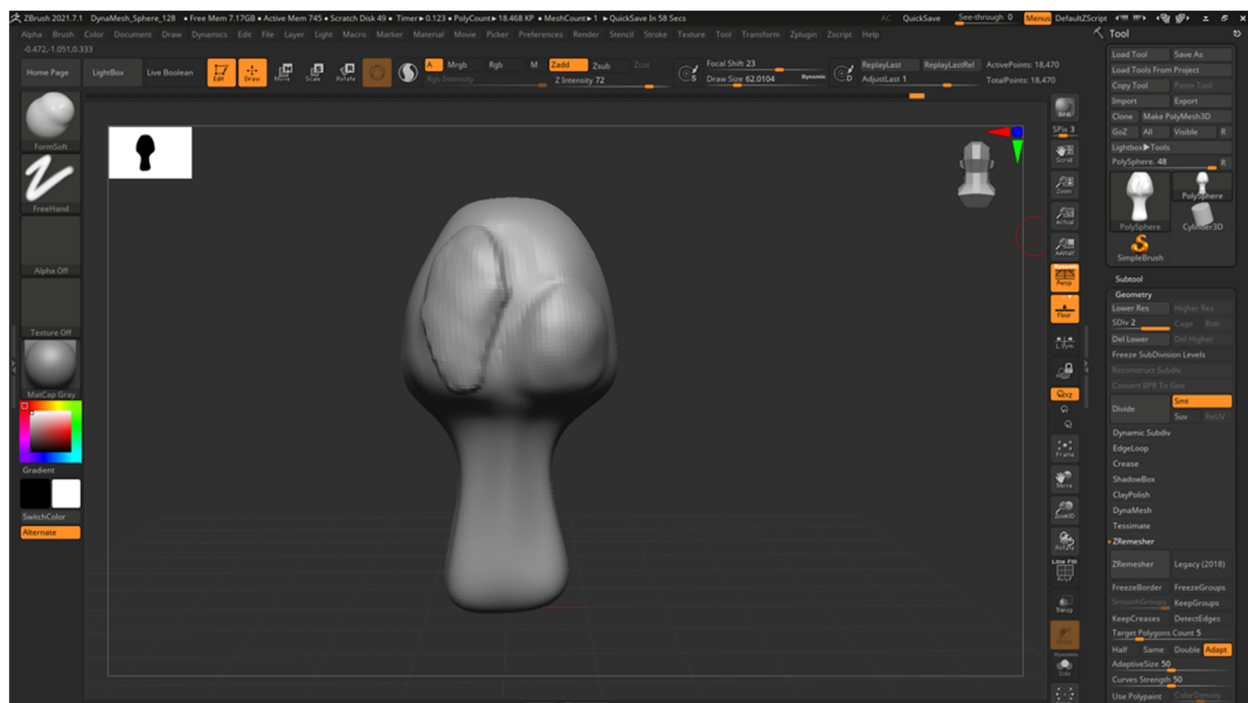 ZBrush 2021.7.1 DynaMesh_Sphere_128 • Free Mem 7.17GB • Active Mem 745 • Scratch Disk 49 • Timer▸0.123 • PolyCount▸18.468 KP • MeshCount▸1 ▸QuickSave In 58 Secs AC QuickSave See-through 0 Menus DefaultZScript
Alpha Brush Color Document Draw Dynamics Edit File Layer Light Macro Marker Material Movie Picker Preferences Render Stencil Stroke Texture Tool Transform Zplugin Zscript Help
-0.472,-1.051,0.333
Home Page LightBox Live Boolean Edit Draw Move Scale Rotate
A Mrgb Rgb M Zadd Zsub Zcut
Rgb Intensity Z Intensity 72
S Focal Shift 23
Draw Size 62.0104 Dynamic
D ReplayLast ReplayLastRel ActivePoints: 18,470
AdjustLast 1 TotalPoints: 18,470
FormSoft
FreeHand
Alpha Off
Texture Off
MatCap Gray
Gradient
SwitchColor
Alternate
BPR
SPix 3
Scroll
Zoom
Actual
AAHalf
Dynamic
Persp
Floor
L.Sym
Frame
Move
Zoom3D
Rotate
Line Fill
PolyF
Transp
Dynamic
Solo
Tool
Load Tool Save As
Load Tools From Project
Copy Tool Paste Tool
Import Export
Clone Make PolyMesh3D
GoZ All Visible R
Lightbox▸Tools
PolySphere. 48 R
PolySphere
PolySphere Cylinder3D
SimpleBrush
Subtool
Geometry
Lower Res Higher Res
SDiv 2 Cage Rstr
Del Lower Del Higher
Freeze SubDivision Levels
Reconstruct Subdiv
Convert BPR To Geo
Divide Smt
Suv ReUV
Dynamic Subdiv
EdgeLoop
Crease
ShadowBox
ClayPolish
DynaMesh
Tessimate
ZRemesher
ZRemesher Legacy (2018)
FreezeBorder FreezeGroups
SmoothGroups KeepGroups
KeepCreases DetectEdges
Target Polygons Count 5
Half Same Double Adapt
AdaptiveSize 50
Curves Strength 50
Use Polypaint ColorDensity